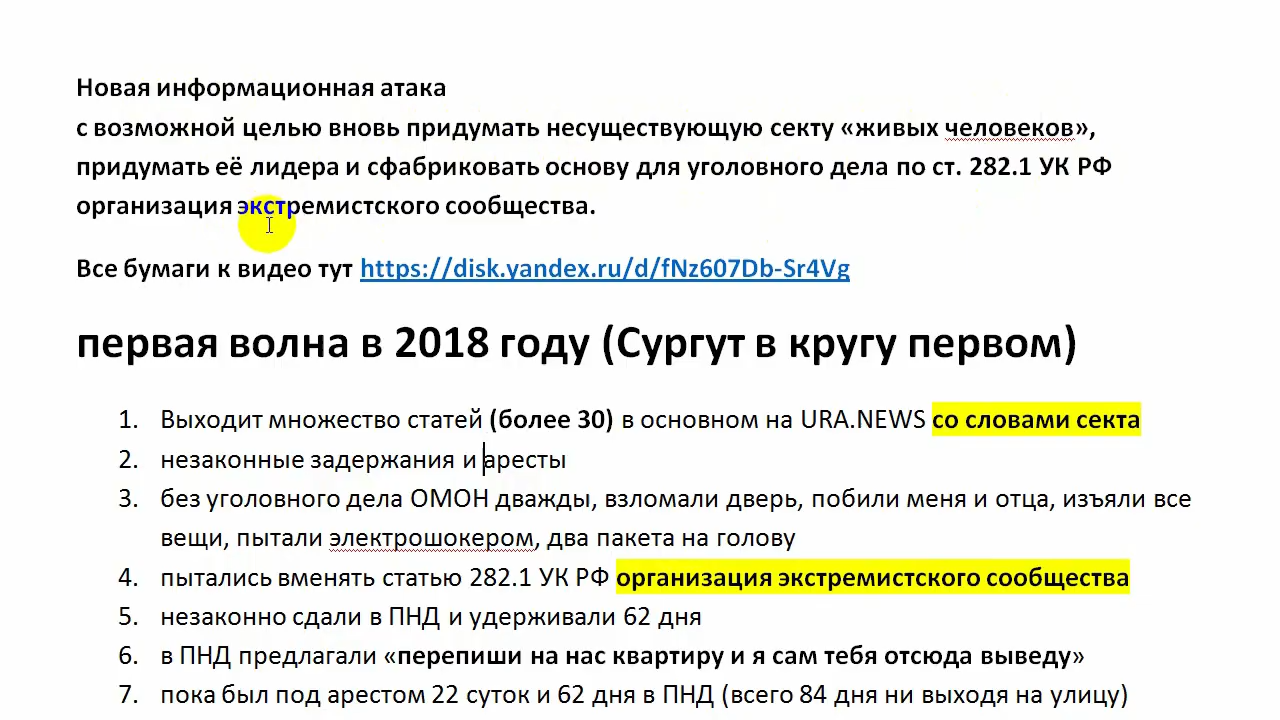 Новая информационная атака
с возможной целью вновь придумать несуществующую секту «живых человеков»,
придумать её лидера и сфабриковать основу для уголовного дела по ст. 282.1 УК РФ
организация экстремистского сообщества.
Все бумаги к видео тут https://disk.yandex.ru/d/fNz607Db-Sr4Vg
первая волна в 2018 году (Сургут в кругу первом)
1. Выходит множество статей (более 30) в основном на URA.NEWS со словами секта
2. незаконные задержания и аресты
3. без уголовного дела ОМОН дважды, взломали дверь, побили меня и отца, изъяли все
вещи, пытали электрошокером, два пакета на голову
4. пытались вменять статью 282.1 УК РФ организация экстремистского сообщества
5. незаконно сдали в ПНД и удерживали 62 дня
6. в ПНД предлагали «перепиши на нас квартиру и я сам тебя отсюда выведу»
7. пока был под арестом 22 суток и 62 дня в ПНД (всего 84 дня ни выходя на улицу)